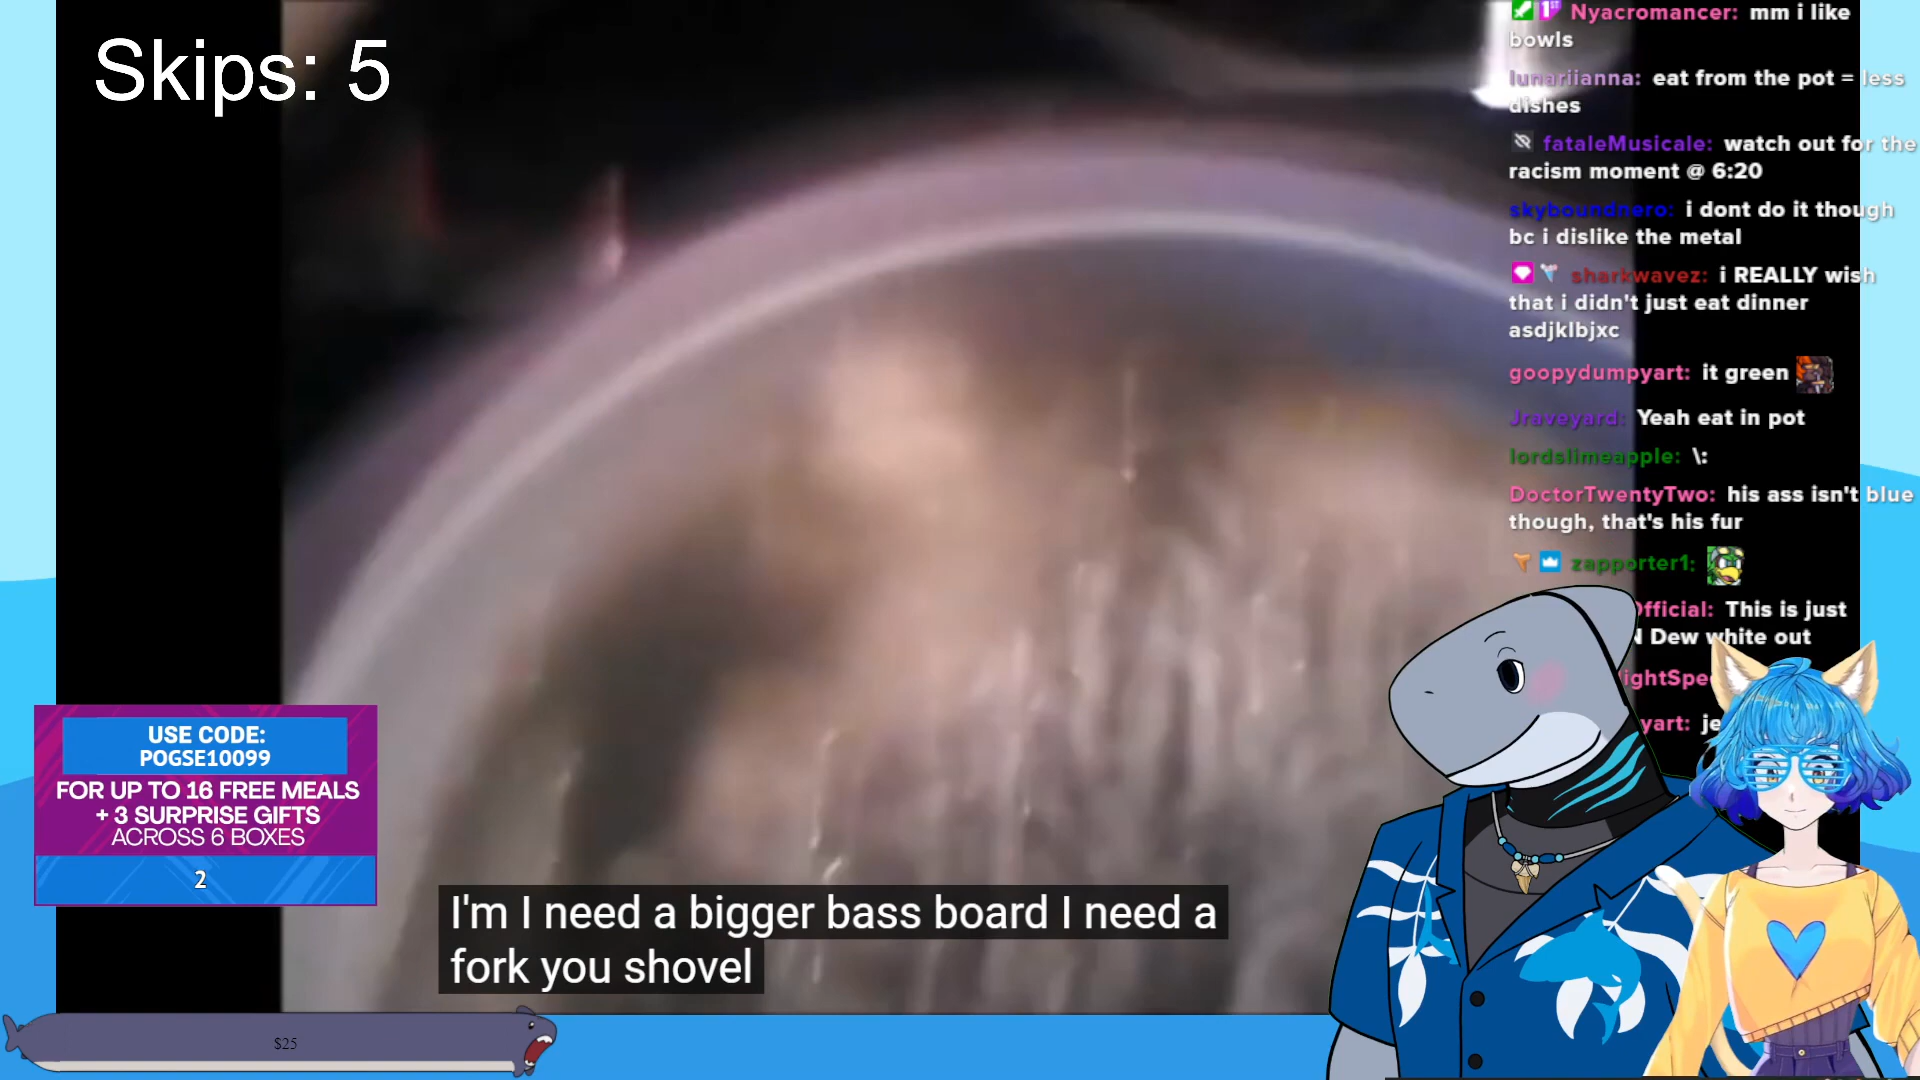 Skips: 5
Nyacromancer: mm i like
bowls
lunariianna: eat from the pot = less
dishes
fataleMusicale: watch out for the
racism moment @ 6:20
skyboundnero: i dont do it though
bc i dislike the metal
sharkwavez: i REALLY wish
that i didn't just eat dinner
asdjklbjxc
goopydumpyart: it green
Jraveyard: Yeah eat in pot
lordslimeapple: \:
DoctorTwentyTwo: his ass isn't blue
though, that's his fur
zapporter1:
Official: This is just
Dew white out
ightSpe
yart: je
USE CODE:
POGSE10099
FOR UP TO 16 FREE MEALS
+ 3 SURPRISE GIFTS
ACROSS 6 BOXES
2
I'm I need a bigger bass board I need a
fork you shovel
$25